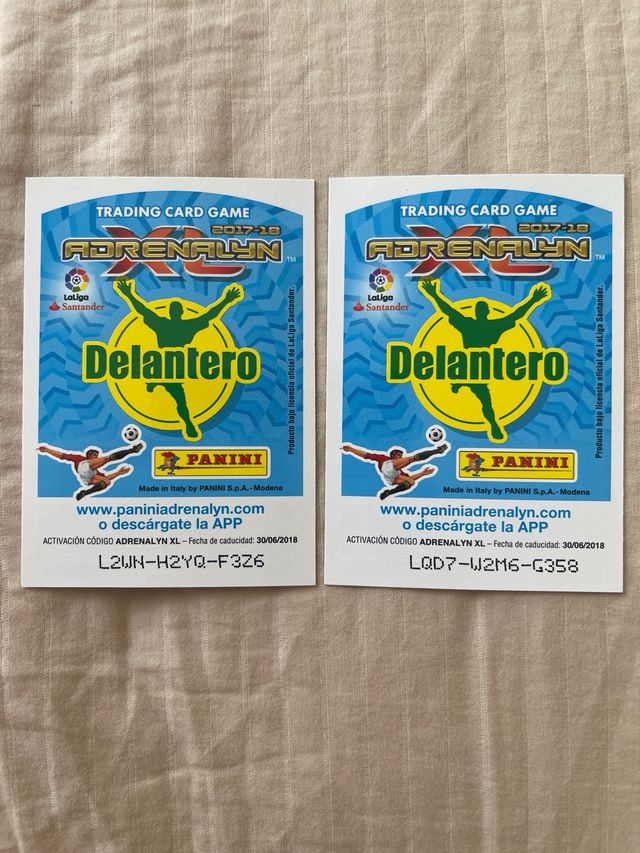 TRADING CARD GAME
2017-18
ADRENALYN XL™
LaLiga
Santander
Delantero
Producto bajo licencia oficial de LaLiga Santander.
PANINI
Made in Italy by PANINI S.p.A.- Modena
www.paniniadrenalyn.com
o descárgate la APP
ACTIVACIÓN CÓDIGO ADRENALYN XL – Fecha de caducidad: 30/06/2018
L2WN-H2YQ-F3Z6
TRADING CARD GAME
2017-18
ADRENALYN XL™
LaLiga
Santander
Delantero
Producto bajo licencia oficial de LaLiga Santander.
PANINI
Made in Italy by PANINI S.p.A.- Modena
www.paniniadrenalyn.com
o descárgate la APP
ACTIVACIÓN CÓDIGO ADRENALYN XL – Fecha de caducidad: 30/06/2018
LQD7-W2M6-G358